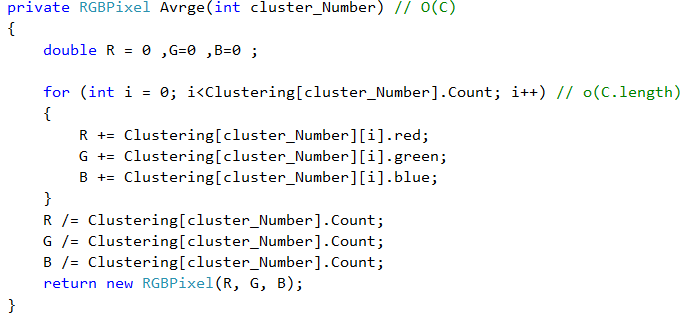 private RGBPixel Avrge(int cluster_Number) // O(C)
{
    double R = 0 ,G=0 ,B=0 ;

    for (int i = 0; i<Clustering[cluster_Number].Count; i++) // o(C.length)
    {
        R += Clustering[cluster_Number][i].red;
        G += Clustering[cluster_Number][i].green;
        B += Clustering[cluster_Number][i].blue;
    }
    R /= Clustering[cluster_Number].Count;
    G /= Clustering[cluster_Number].Count;
    B /= Clustering[cluster_Number].Count;
    return new RGBPixel(R, G, B);
}